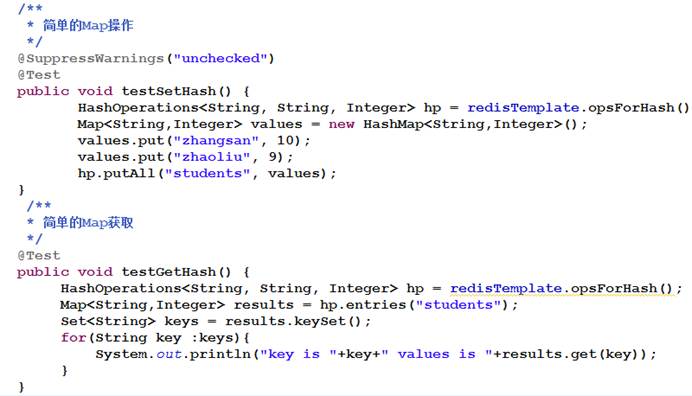 /**
 * 简单的Map操作
 */
@SuppressWarnings("unchecked")
@Test
public void testSetHash() {
       HashOperations<String, String, Integer> hp = redisTemplate.opsForHash()
       Map<String,Integer> values = new HashMap<String,Integer>();
       values.put("zhangsan", 10);
       values.put("zhaoliu", 9);
       hp.putAll("students", values);
}
 /**
 * 简单的Map获取
 */
@Test
public void testGetHash() {
     HashOperations<String, String, Integer> hp = redisTemplate.opsForHash();
     Map<String,Integer> results = hp.entries("students");
     Set<String> keys = results.keySet();
     for(String key :keys){
         System.out.println("key is "+key+" values is "+results.get(key));
     }
}